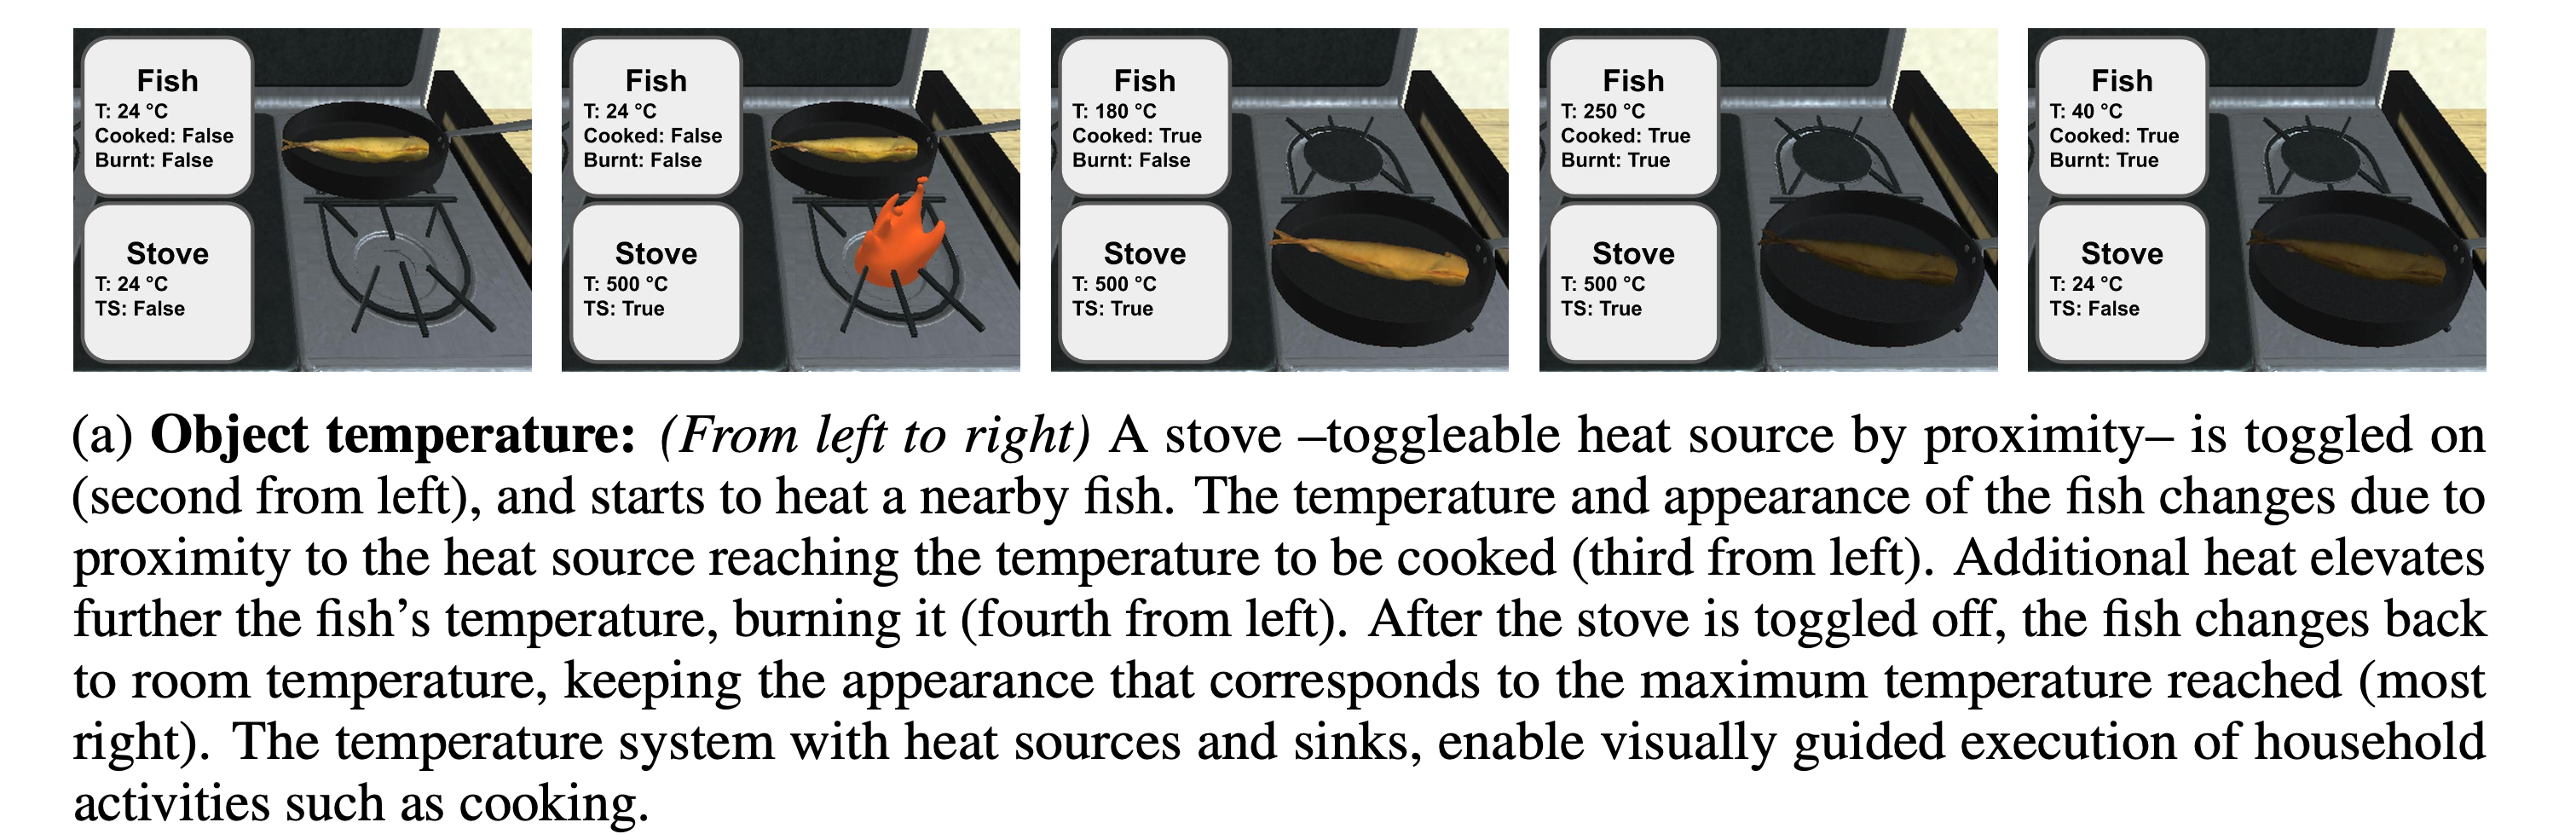 Fish
T: 24 °C
Cooked: False
Burnt: False
Stove
T: 24 °C
TS: False
Fish
T: 24 °C
Cooked: False
Burnt: False
Stove
T: 500 °C
TS: True
Fish
T: 180 °C
Cooked: True
Burnt: False
Stove
T: 500 °C
TS: True
Fish
T: 250 °C
Cooked: True
Burnt: True
Stove
T: 500 °C
TS: True
Fish
T: 40 °C
Cooked: True
Burnt: True
Stove
T: 24 °C
TS: False
(a) Object temperature: (From left to right) A stove –toggleable heat source by proximity– is toggled on
(second from left), and starts to heat a nearby fish. The temperature and appearance of the fish changes due to
proximity to the heat source reaching the temperature to be cooked (third from left). Additional heat elevates
further the fish’s temperature, burning it (fourth from left). After the stove is toggled off, the fish changes back
to room temperature, keeping the appearance that corresponds to the maximum temperature reached (most
right). The temperature system with heat sources and sinks, enable visually guided execution of household
activities such as cooking.